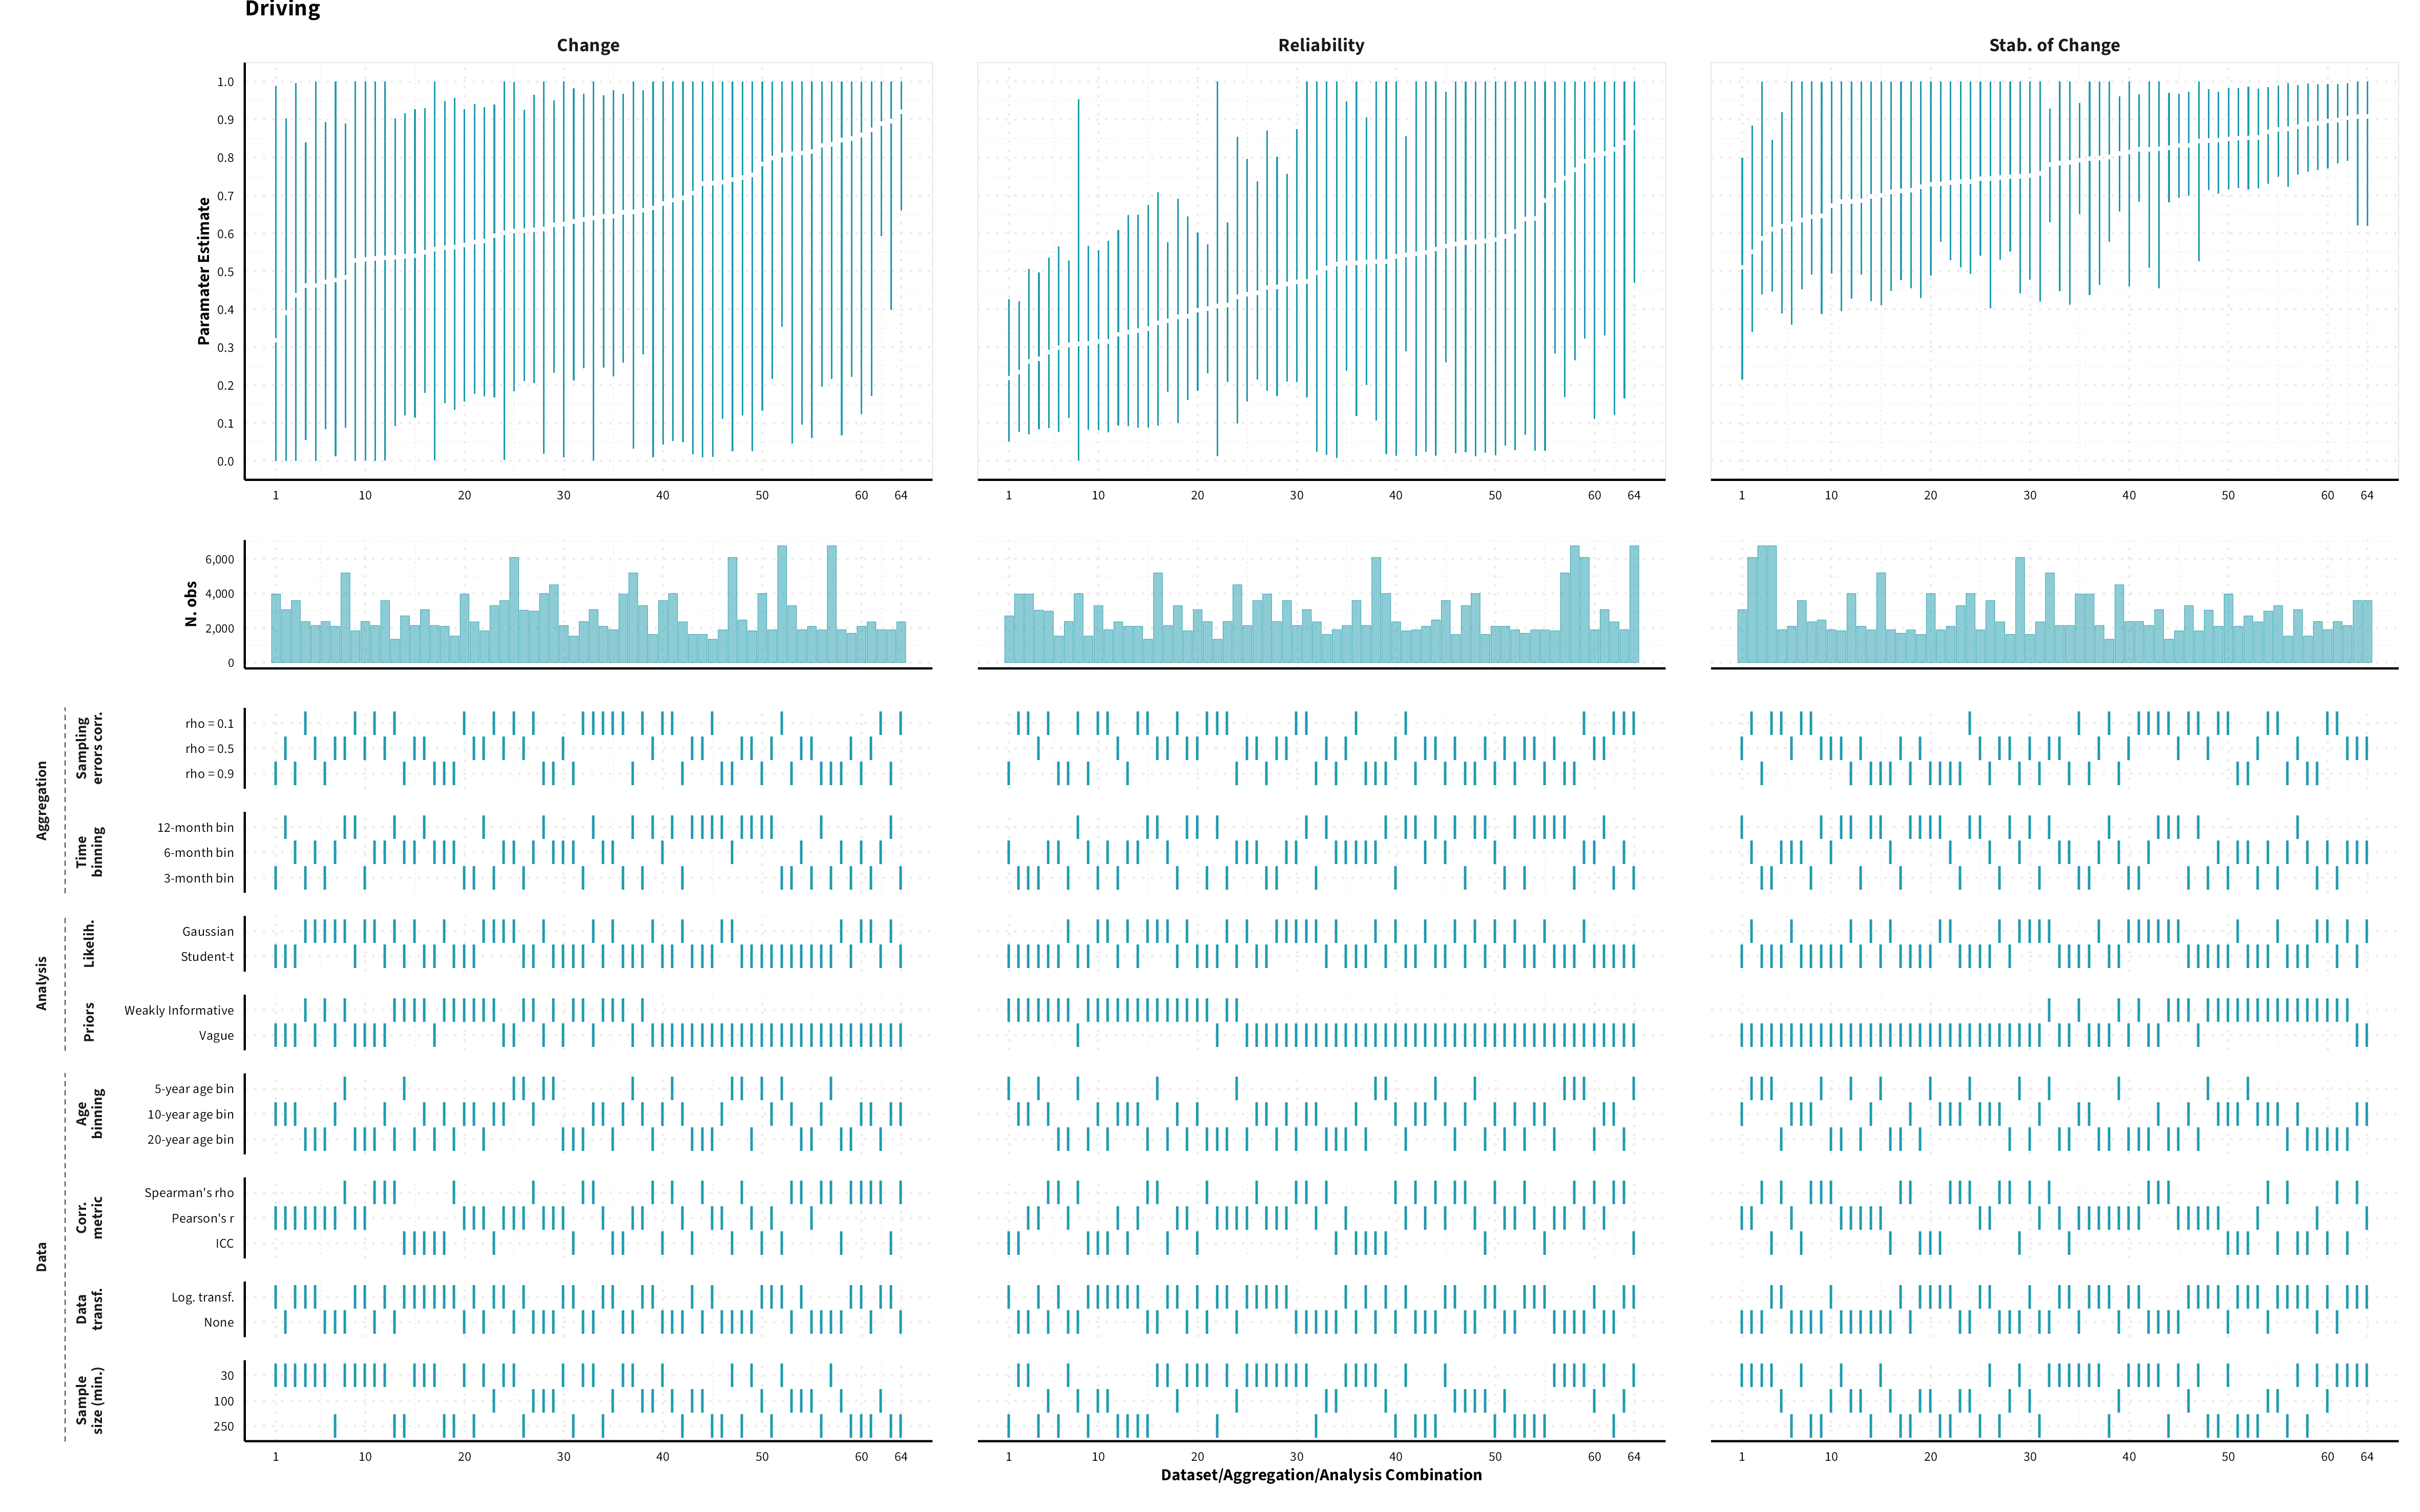 Driving
Change
Reliability
Stab. of Change
Paramater Estimate
1.0
0.9
0.8
0.7
0.6
0.5
0.4
0.3
0.2
0.1
0.0
1 10 20 30 40 50 60 64
1 10 20 30 40 50 60 64
1 10 20 30 40 50 60 64
N. obs
6,000
4,000
2,000
0
Aggregation
Sampling
errors corr.
rho = 0.1
rho = 0.5
rho = 0.9
Time
binning
12-month bin
6-month bin
3-month bin
Analysis
Likelih.
Gaussian
Student-t
Priors
Weakly Informative
Vague
Data
Age
binning
5-year age bin
10-year age bin
20-year age bin
Corr.
metric
Spearman's rho
Pearson's r
ICC
Data
transf.
Log. transf.
None
Sample
size (min.)
30
100
250
1 10 20 30 40 50 60 64
1 10 20 30 40 50 60 64
1 10 20 30 40 50 60 64
Dataset/Aggregation/Analysis Combination